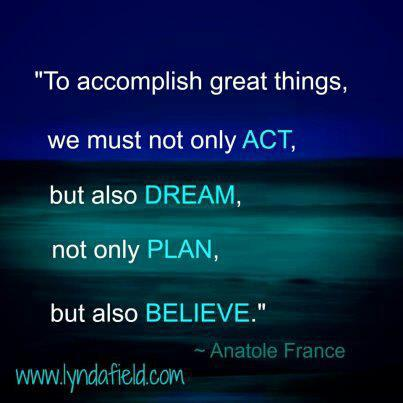 "To accomplish great things,
we must not only ACT,
but also DREAM,
not only PLAN,
but also BELIEVE."
~ Anatole France
www.lyndafield.com